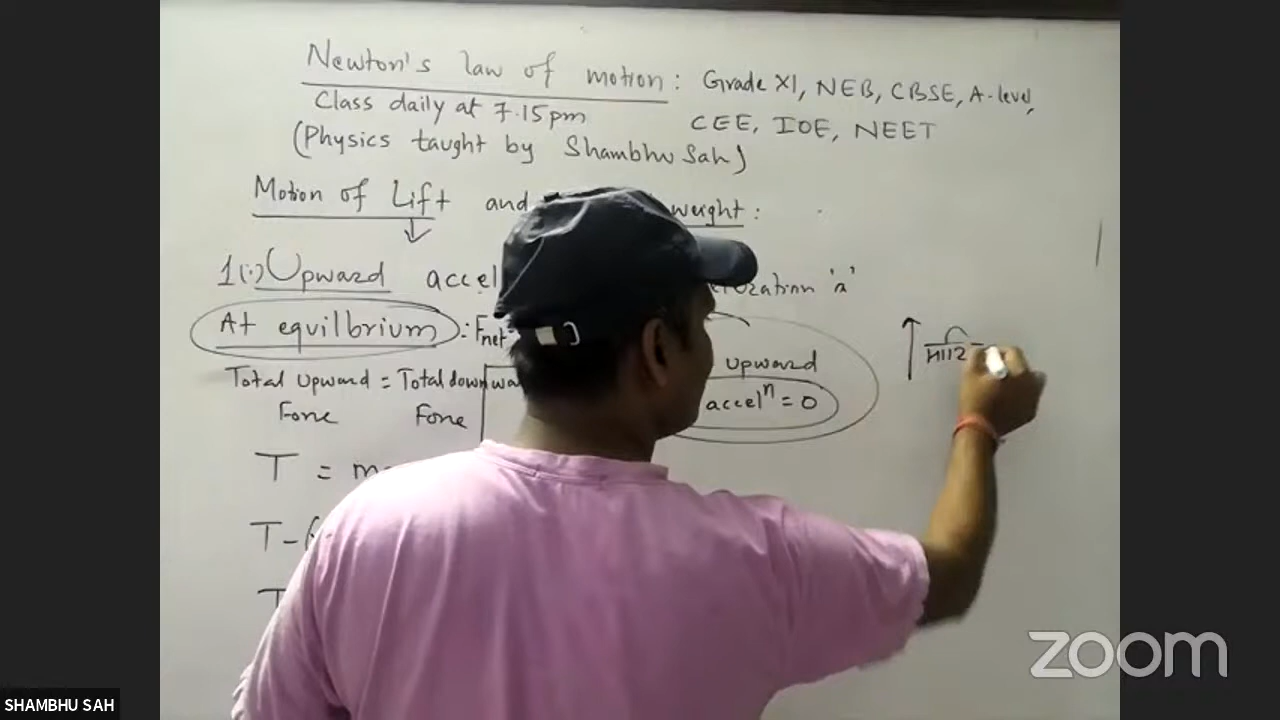 Newton's law of motion : Grade XI, NEB, CBSE, A-level,
Class daily at 7.15pm CEE, IOE, NEET
(Physics taught by Shambhu Sah)
Motion of Lift and weight :
1(i) Upward accel 'a'
At equilbrium : Fnet
Total upward = Total downwa upward
Force Force accelⁿ = 0
T =
T -
T
zoom
SHAMBHU SAH